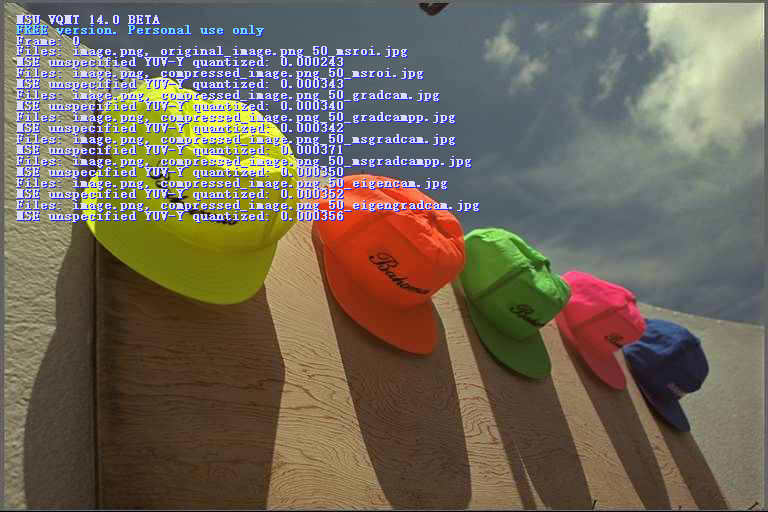 MSU VQMT 14.0 BETA
FREE version. Personal use only
Frame: 0
Files: image.png, original_image.png_50_msroi.jpg
MSE unspecified YUV-Y quantized: 0.000243
Files: image.png, compressed_image.png_50_msroi.jpg
MSE unspecified YUV-Y quantized: 0.000343
Files: image.png, compressed_image.png_50_gradcam.jpg
MSE unspecified YUV-Y quantized: 0.000340
Files: image.png, compressed_image.png_50_gradcampp.jpg
MSE unspecified YUV-Y quantized: 0.000342
Files: image.png, compressed_image.png_50_msgradcam.jpg
MSE unspecified YUV-Y quantized: 0.000371
Files: image.png, compressed_image.png_50_msgradcampp.jpg
MSE unspecified YUV-Y quantized: 0.000350
Files: image.png, compressed_image.png_50_eigencam.jpg
MSE unspecified YUV-Y quantized: 0.000352
Files: image.png, compressed_image.png_50_eigengradcam.jpg
MSE unspecified YUV-Y quantized: 0.000356